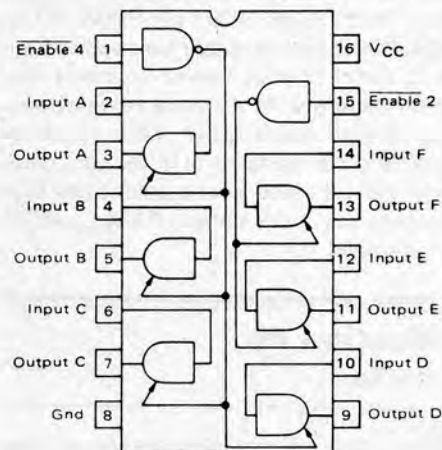 Enable 4 1 16 VCC
Input A 2 15 Enable 2
Output A 3 14 Input F
Input B 4 13 Output F
Output B 5 12 Input E
Input C 6 11 Output E
Output C 7 10 Input D
Gnd 8 9 Output D